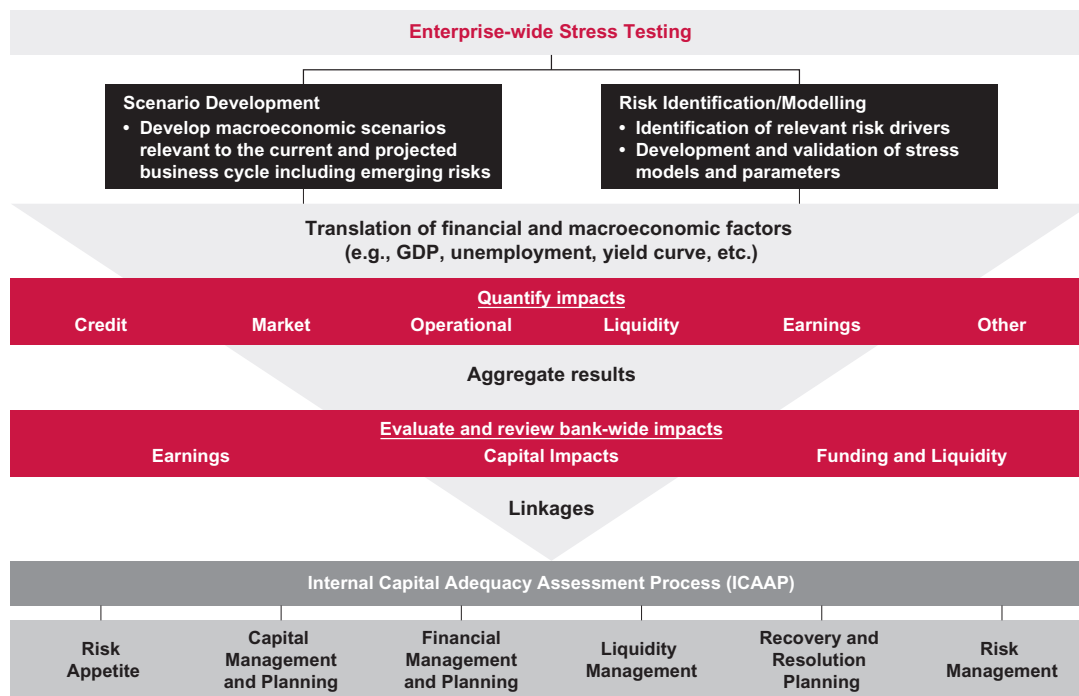 Enterprise-wide Stress Testing
Scenario Development
• Develop macroeconomic scenarios
relevant to the current and projected
business cycle including emerging risks
Risk Identification/Modelling
• Identification of relevant risk drivers
• Development and validation of stress
models and parameters
Translation of financial and macroeconomic factors
(e.g., GDP, unemployment, yield curve, etc.)
Quantify impacts
Credit Market Operational Liquidity Earnings Other
Aggregate results
Evaluate and review bank-wide impacts
Earnings Capital Impacts Funding and Liquidity
Linkages
Internal Capital Adequacy Assessment Process (ICAAP)
Risk
Appetite
Capital
Management
and Planning
Financial
Management
and Planning
Liquidity
Management
Recovery and
Resolution
Planning
Risk
Management